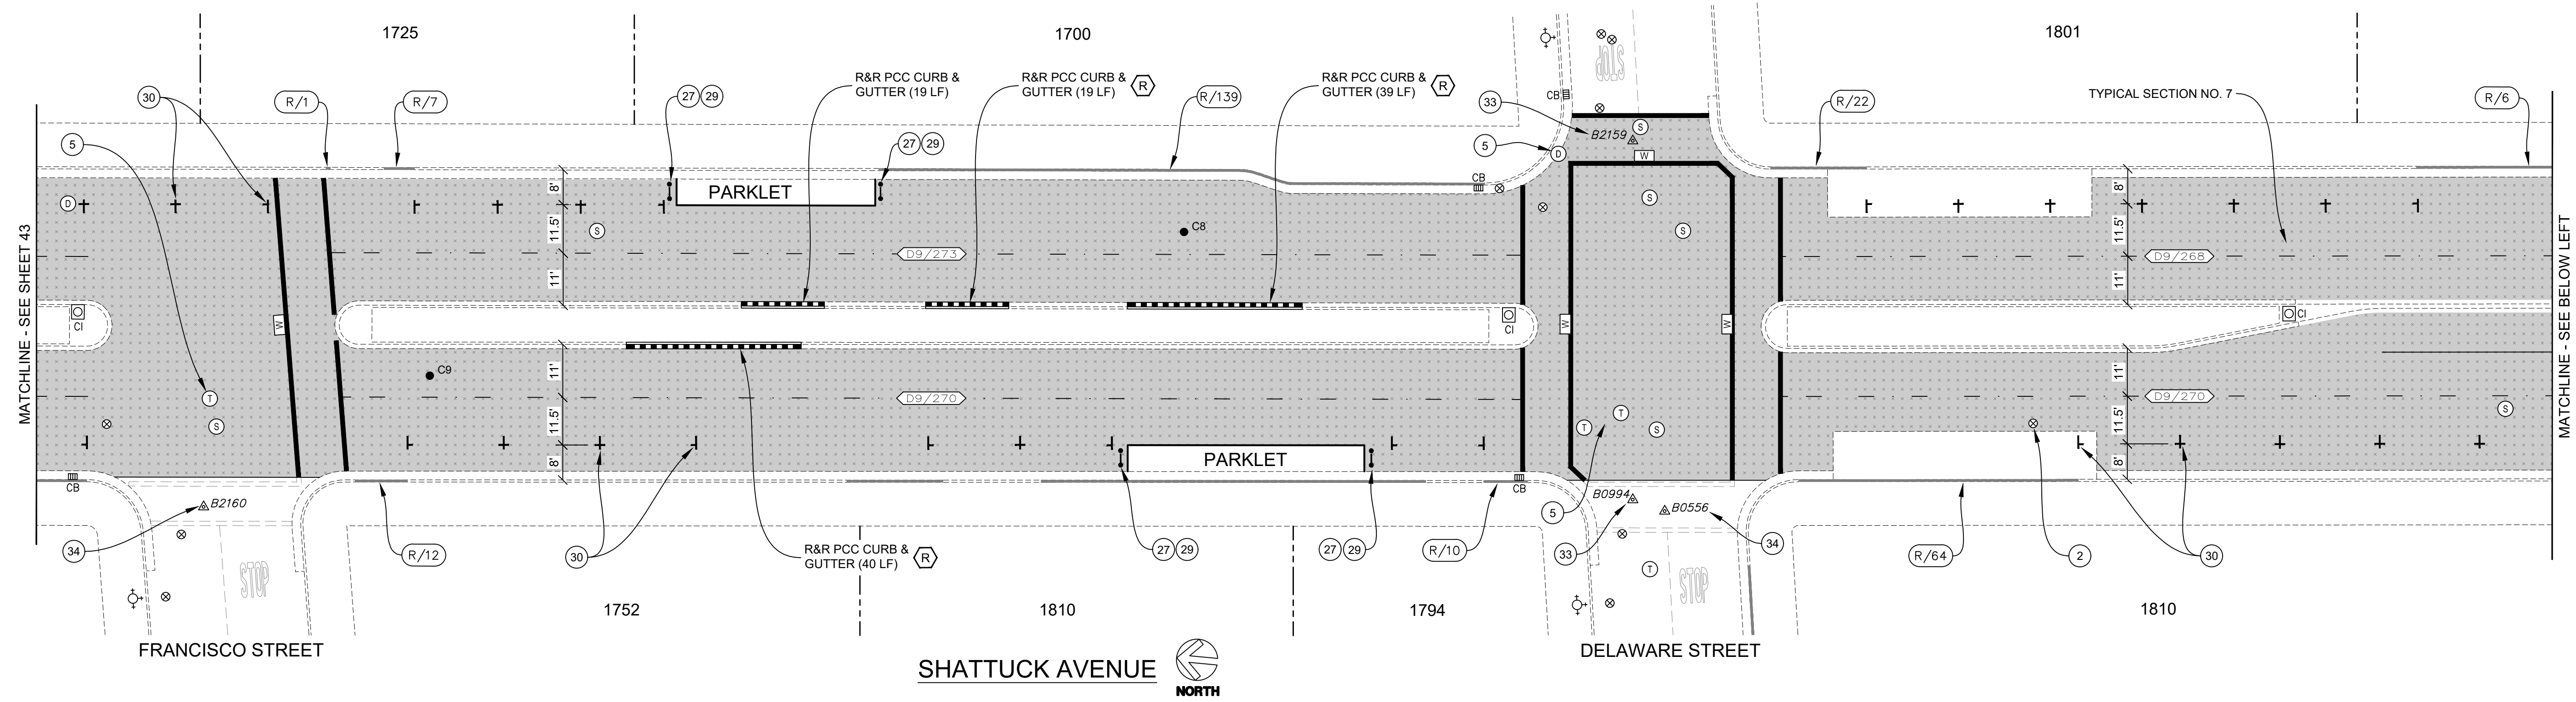 1725
1700
1801
30
R/1
R/7
27 29
R&R PCC CURB &
GUTTER (19 LF)
R&R PCC CURB &
GUTTER (19 LF)
R
R/139
R&R PCC CURB &
GUTTER (39 LF)
R
33
CB
STOP
R/22
TYPICAL SECTION NO. 7
R/6
5
27 29
5
D
B2159
S
W
MATCHLINE - SEE SHEET 43
D
8'
PARKLET
CB
S
8'
11.5'
S
C8
S
11.5'
D9/273
D9/268
11'
11'
CI
W
CI
W
W
CI
MATCHLINE - SEE BELOW LEFT
11'
C9
11'
T
D9/270
D9/270
S
11.5'
T
T
S
11.5'
S
8'
PARKLET
8'
CB
CB
B2160
B0994
B0556
5
34
R/12
30
R&R PCC CURB &
GUTTER (40 LF)
R
27 29
27 29
R/10
33
34
R/64
2
30
STOP
T
STOP
1752
1810
1794
1810
FRANCISCO STREET
DELAWARE STREET
SHATTUCK AVENUE
NORTH